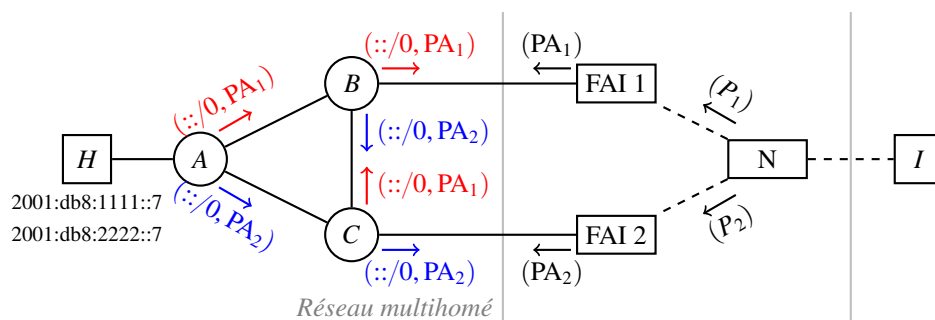 (::/0, PA₁)
(PA₁)
B
FAI 1
(::/0, PA₁)
(::/0, PA₂)
(P₁)
H
A
N
I
2001:db8:1111::7
(::/0, PA₂)
(::/0, PA₁)
2001:db8:2222::7
C
FAI 2
(P₂)
(::/0, PA₂)
(PA₂)
Réseau multihomé